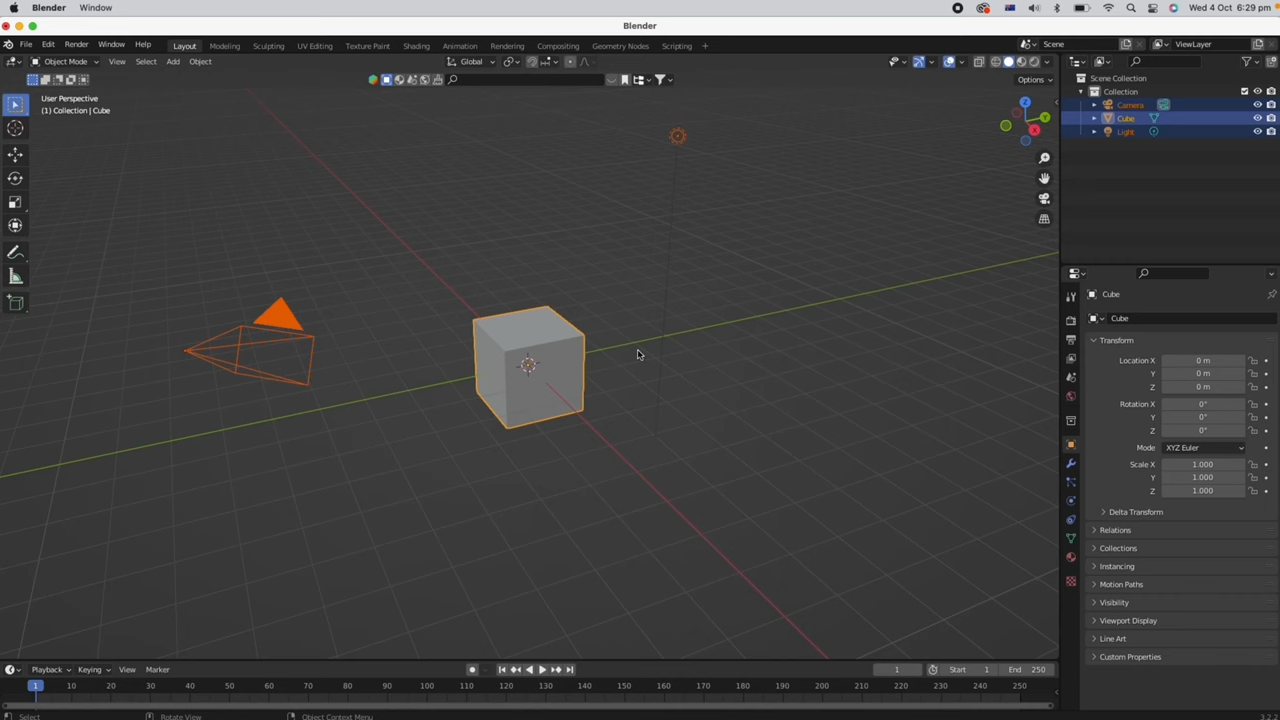 Blender Window Wed 4 Oct 6:29 pm
Blender
File Edit Render Window Help Layout Modeling Sculpting UV Editing Texture Paint Shading Animation Rendering Compositing Geometry Nodes Scripting + Scene ViewLayer
Object Mode View Select Add Object Global
Options
User Perspective
(1) Collection | Cube
Z
Y
X
Scene Collection
Collection
Camera
Cube
Light
Cube
Cube
Transform
Location X 0 m
Y 0 m
Z 0 m
Rotation X 0°
Y 0°
Z 0°
Mode XYZ Euler
Scale X 1.000
Y 1.000
Z 1.000
Delta Transform
Relations
Collections
Instancing
Motion Paths
Visibility
Viewport Display
Line Art
Custom Properties
Playback Keying View Marker 1 Start 1 End 250
1 10 20 30 40 50 60 70 80 90 100 110 120 130 140 150 160 170 180 190 200 210 220 230 240 250
Select Rotate View Object Context Menu